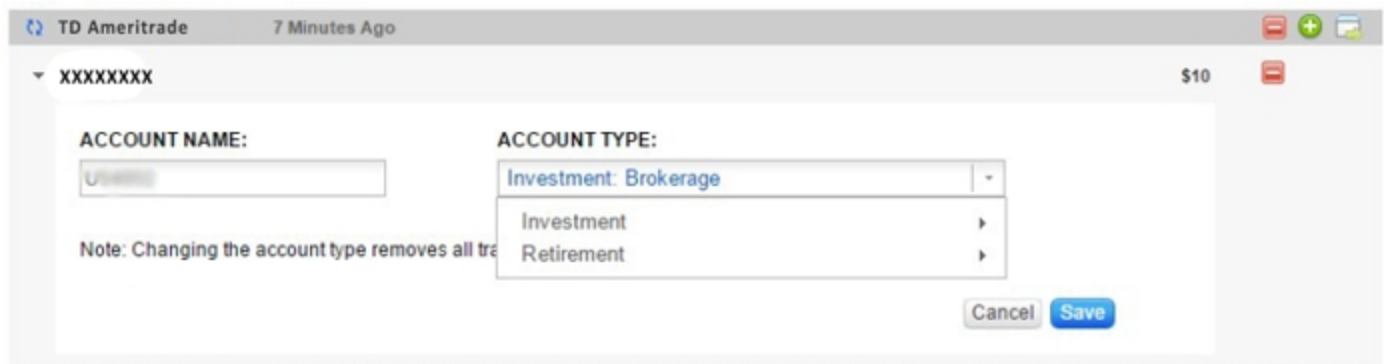 TD Ameritrade 7 Minutes Ago
XXXXXXXX $10
ACCOUNT NAME: ACCOUNT TYPE:
Investment: Brokerage
Investment
Note: Changing the account type removes all tra
Retirement
Cancel Save